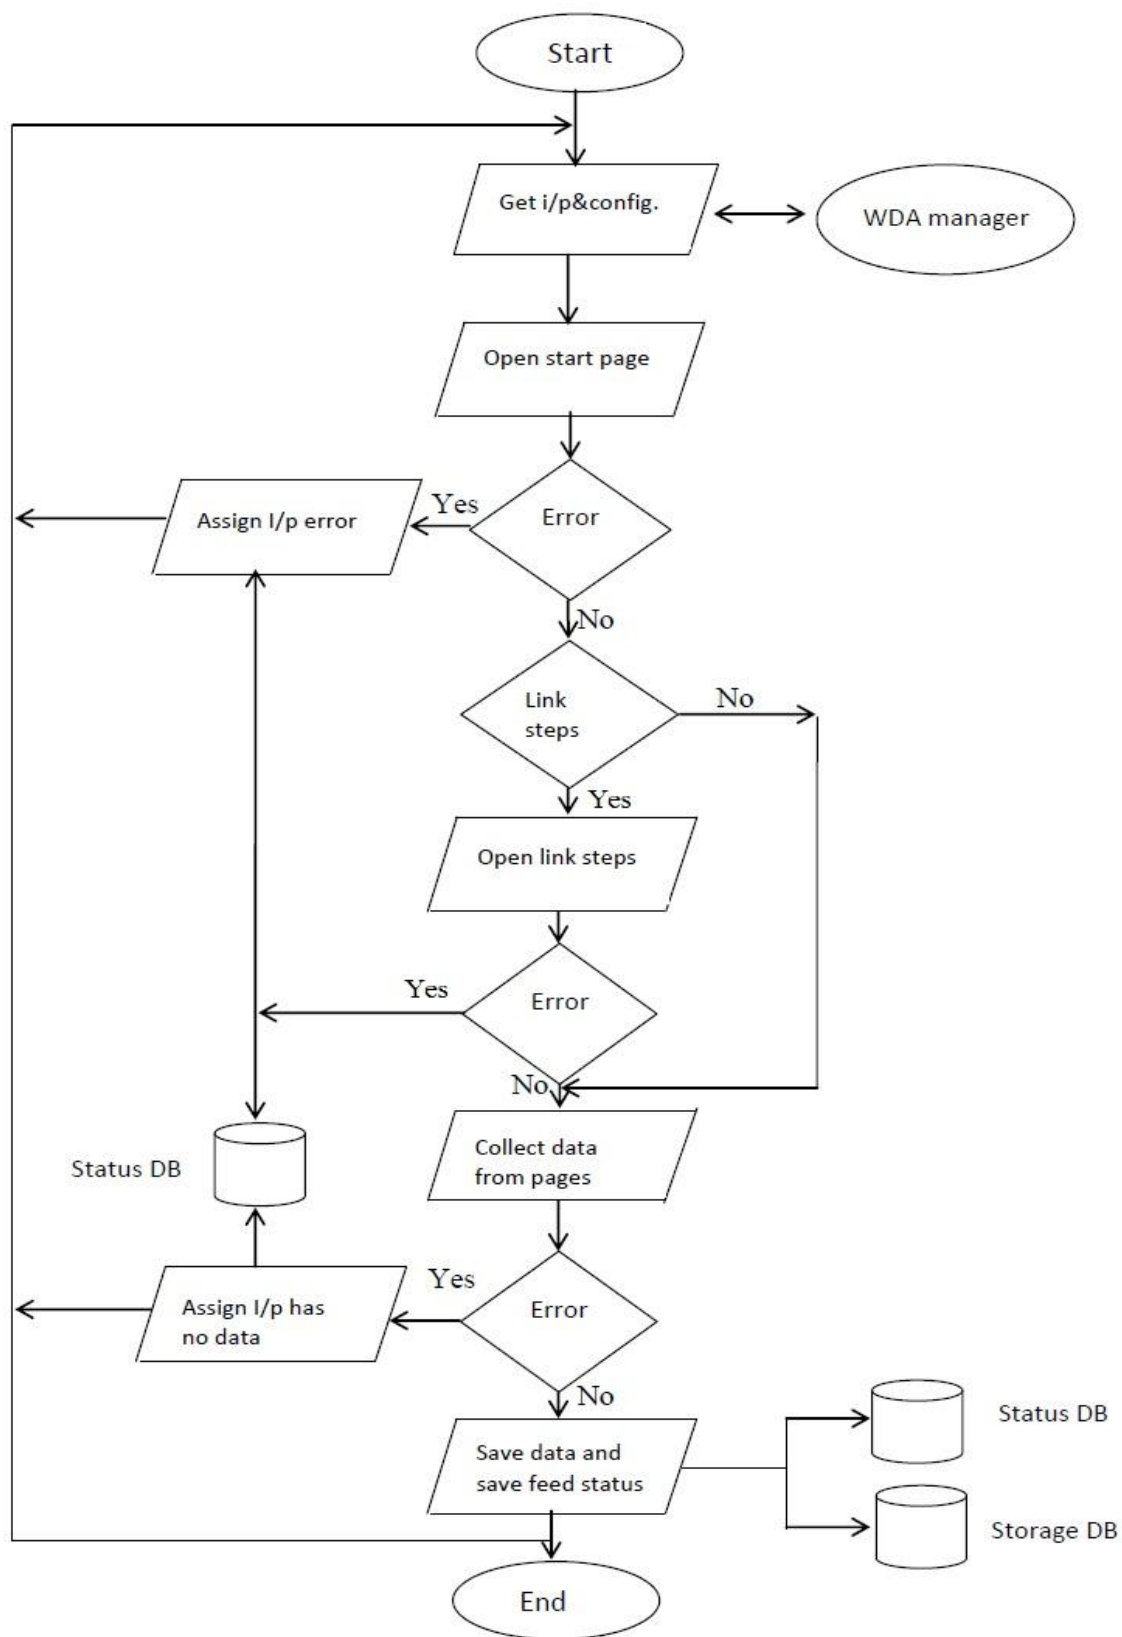 Start
Get i/p&config.
WDA manager
Open start page
Error
Yes
Assign I/p error
No
Link
steps
No
Yes
Open link steps
Error
Yes
No
Status DB
Collect data
from pages
Error
Yes
Assign I/p has
no data
No
Save data and
save feed status
Status DB
Storage DB
End